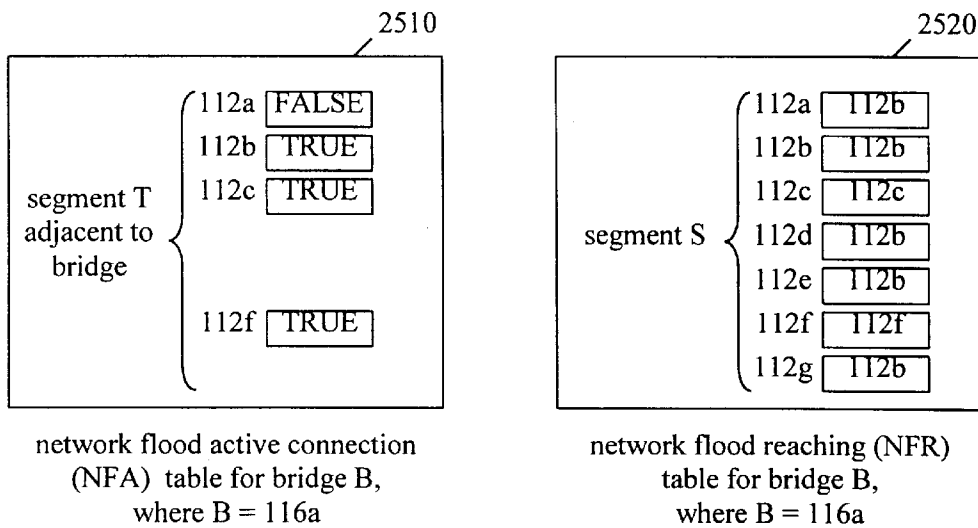 2510
112a FALSE
112b TRUE
112c TRUE
segment T
adjacent to
bridge
112f TRUE
network flood active connection
(NFA) table for bridge B,
where B = 116a
2520
112a 112b
112b 112b
112c 112c
segment S
112d 112b
112e 112b
112f 112f
112g 112b
network flood reaching (NFR)
table for bridge B,
where B = 116a